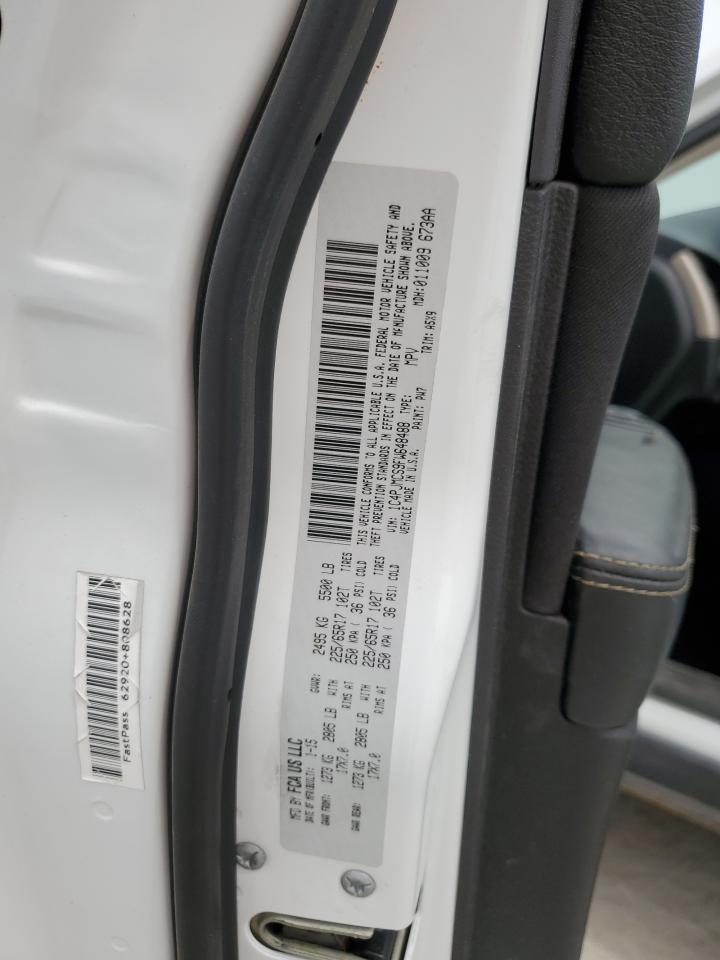 MFD BY FCA US LLC
DATE OF MFR(BUILT): 1-15
GVWR: 2495 KG 5500 LB
GAWR FRONT: 1273 KG 2805 LB WITH 225/65R17 102T TIRES
17X7.0 RIMS AT 250 KPA ( 36 PSI) COLD
GAWR REAR: 1273 KG 2805 LB WITH 225/65R17 102T TIRES
17X7.0 RIMS AT 250 KPA ( 36 PSI) COLD
THIS VEHICLE CONFORMS TO ALL APPLICABLE U.S.A. FEDERAL MOTOR VEHICLE SAFETY AND
THEFT PREVENTION STANDARDS IN EFFECT ON THE DATE OF MANUFACTURE SHOWN ABOVE.
VIN: 1C4PJMCS9FW648488 TYPE: MPV MDH:011009 673AA
VEHICLE MADE IN U.S.A. PAINT: PW7 TRIM: A5X9
FastPass 62920+808628